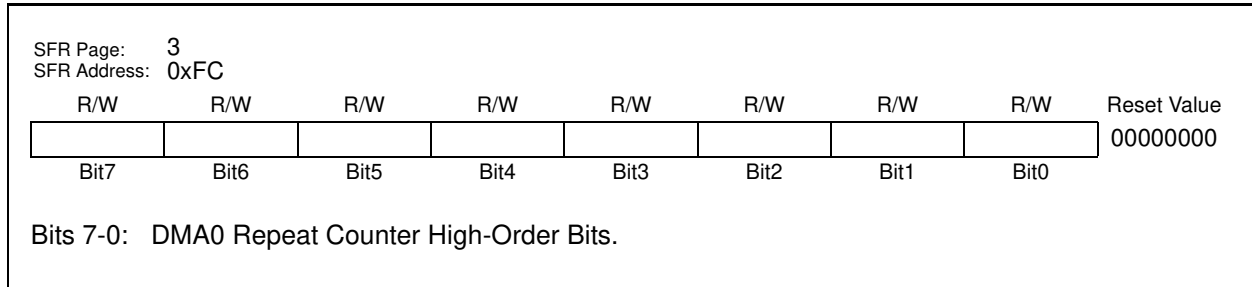 SFR Page: 3
SFR Address: 0xFC
R/W R/W R/W R/W R/W R/W R/W R/W Reset Value
00000000
Bit7 Bit6 Bit5 Bit4 Bit3 Bit2 Bit1 Bit0
Bits 7-0: DMA0 Repeat Counter High-Order Bits.